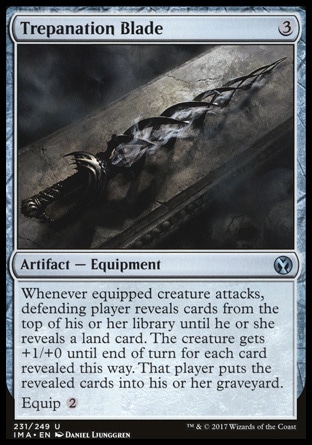 Trepanation Blade 3
Artifact — Equipment
Whenever equipped creature attacks,
defending player reveals cards from the
top of his or her library until he or she
reveals a land card. The creature gets
+1/+0 until end of turn for each card
revealed this way. That player puts the
revealed cards into his or her graveyard.
Equip 2
231/249 U
IMA • EN Daniel Ljunggren ™ & © 2017 Wizards of the Coast